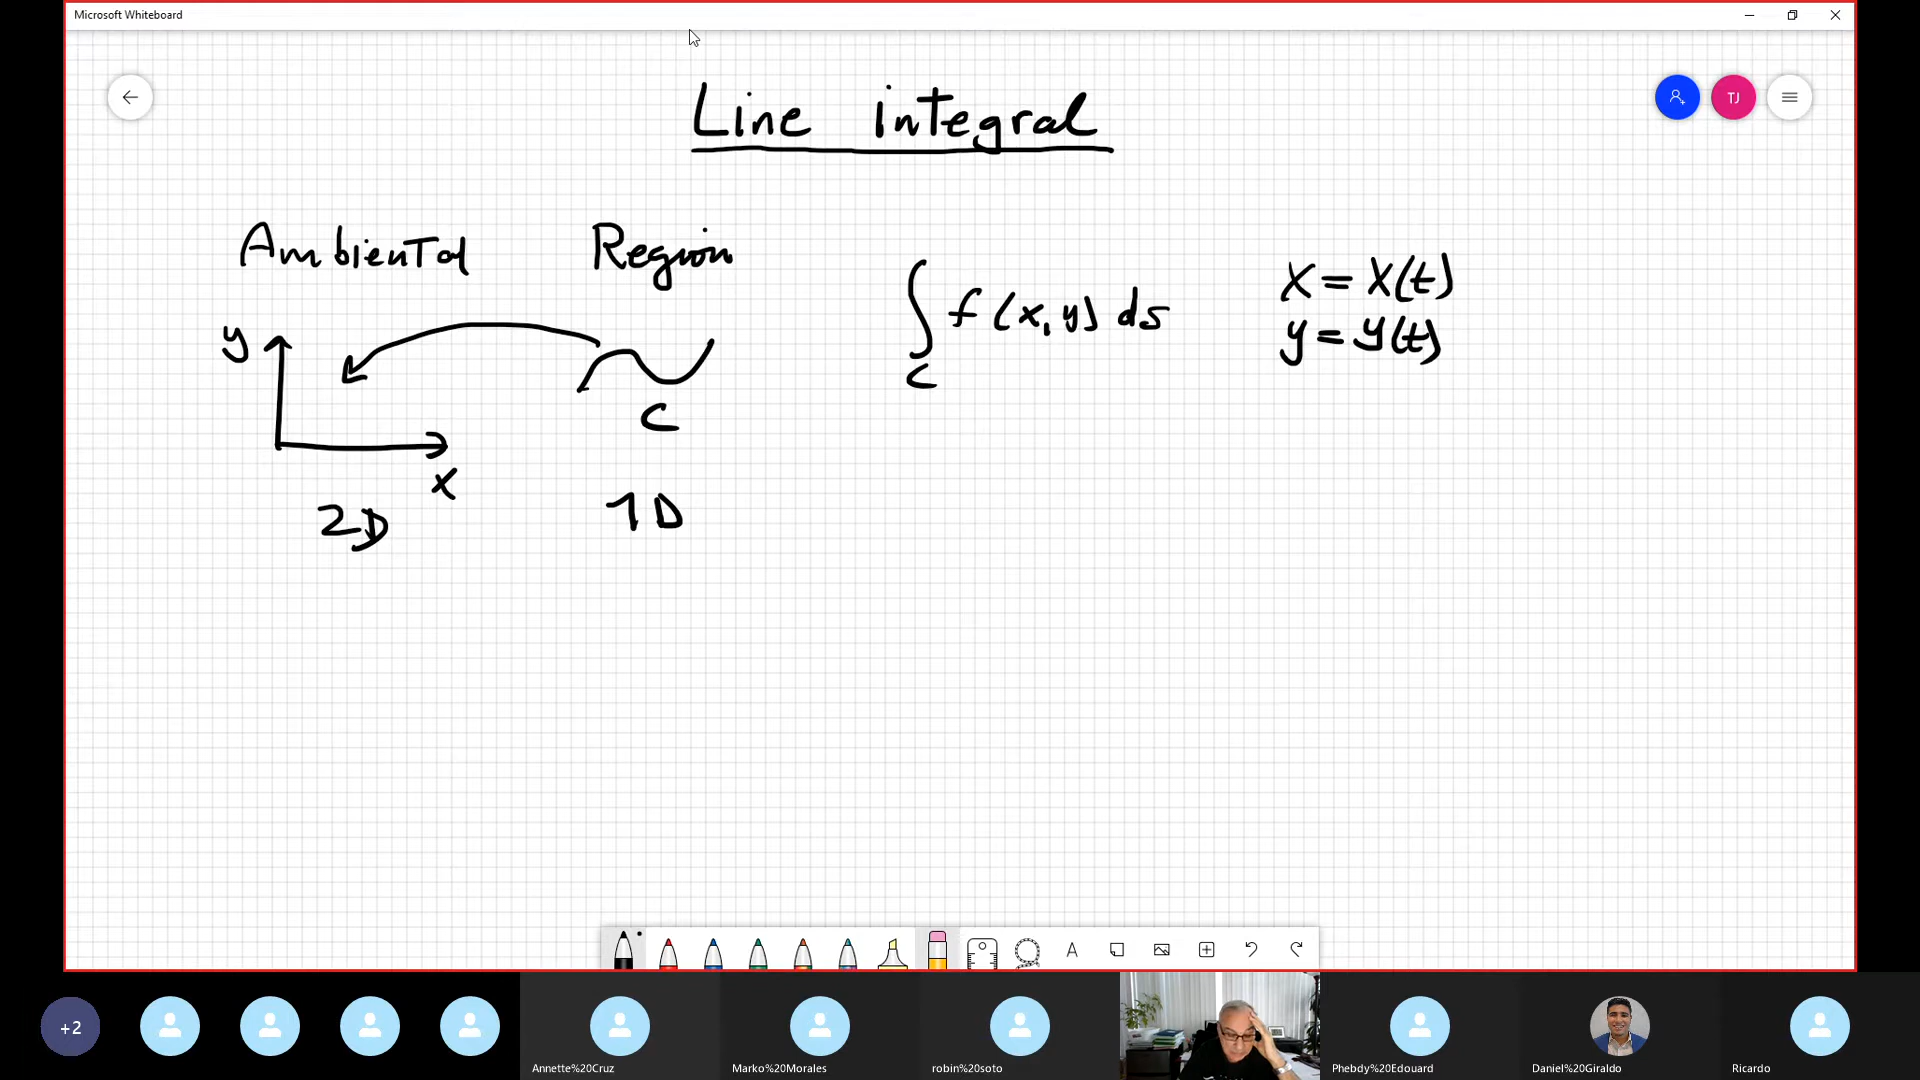 Microsoft Whiteboard
Line integral
TJ
Ambiental Region
∫ f(x,y) ds
C
x = x(t)
y = y(t)
y
C
x
2D
1D
A
+2
Annette%20Cruz
Marko%20Morales
robin%20soto
Phebdy%20Edouard
Daniel%20Giraldo
Ricardo